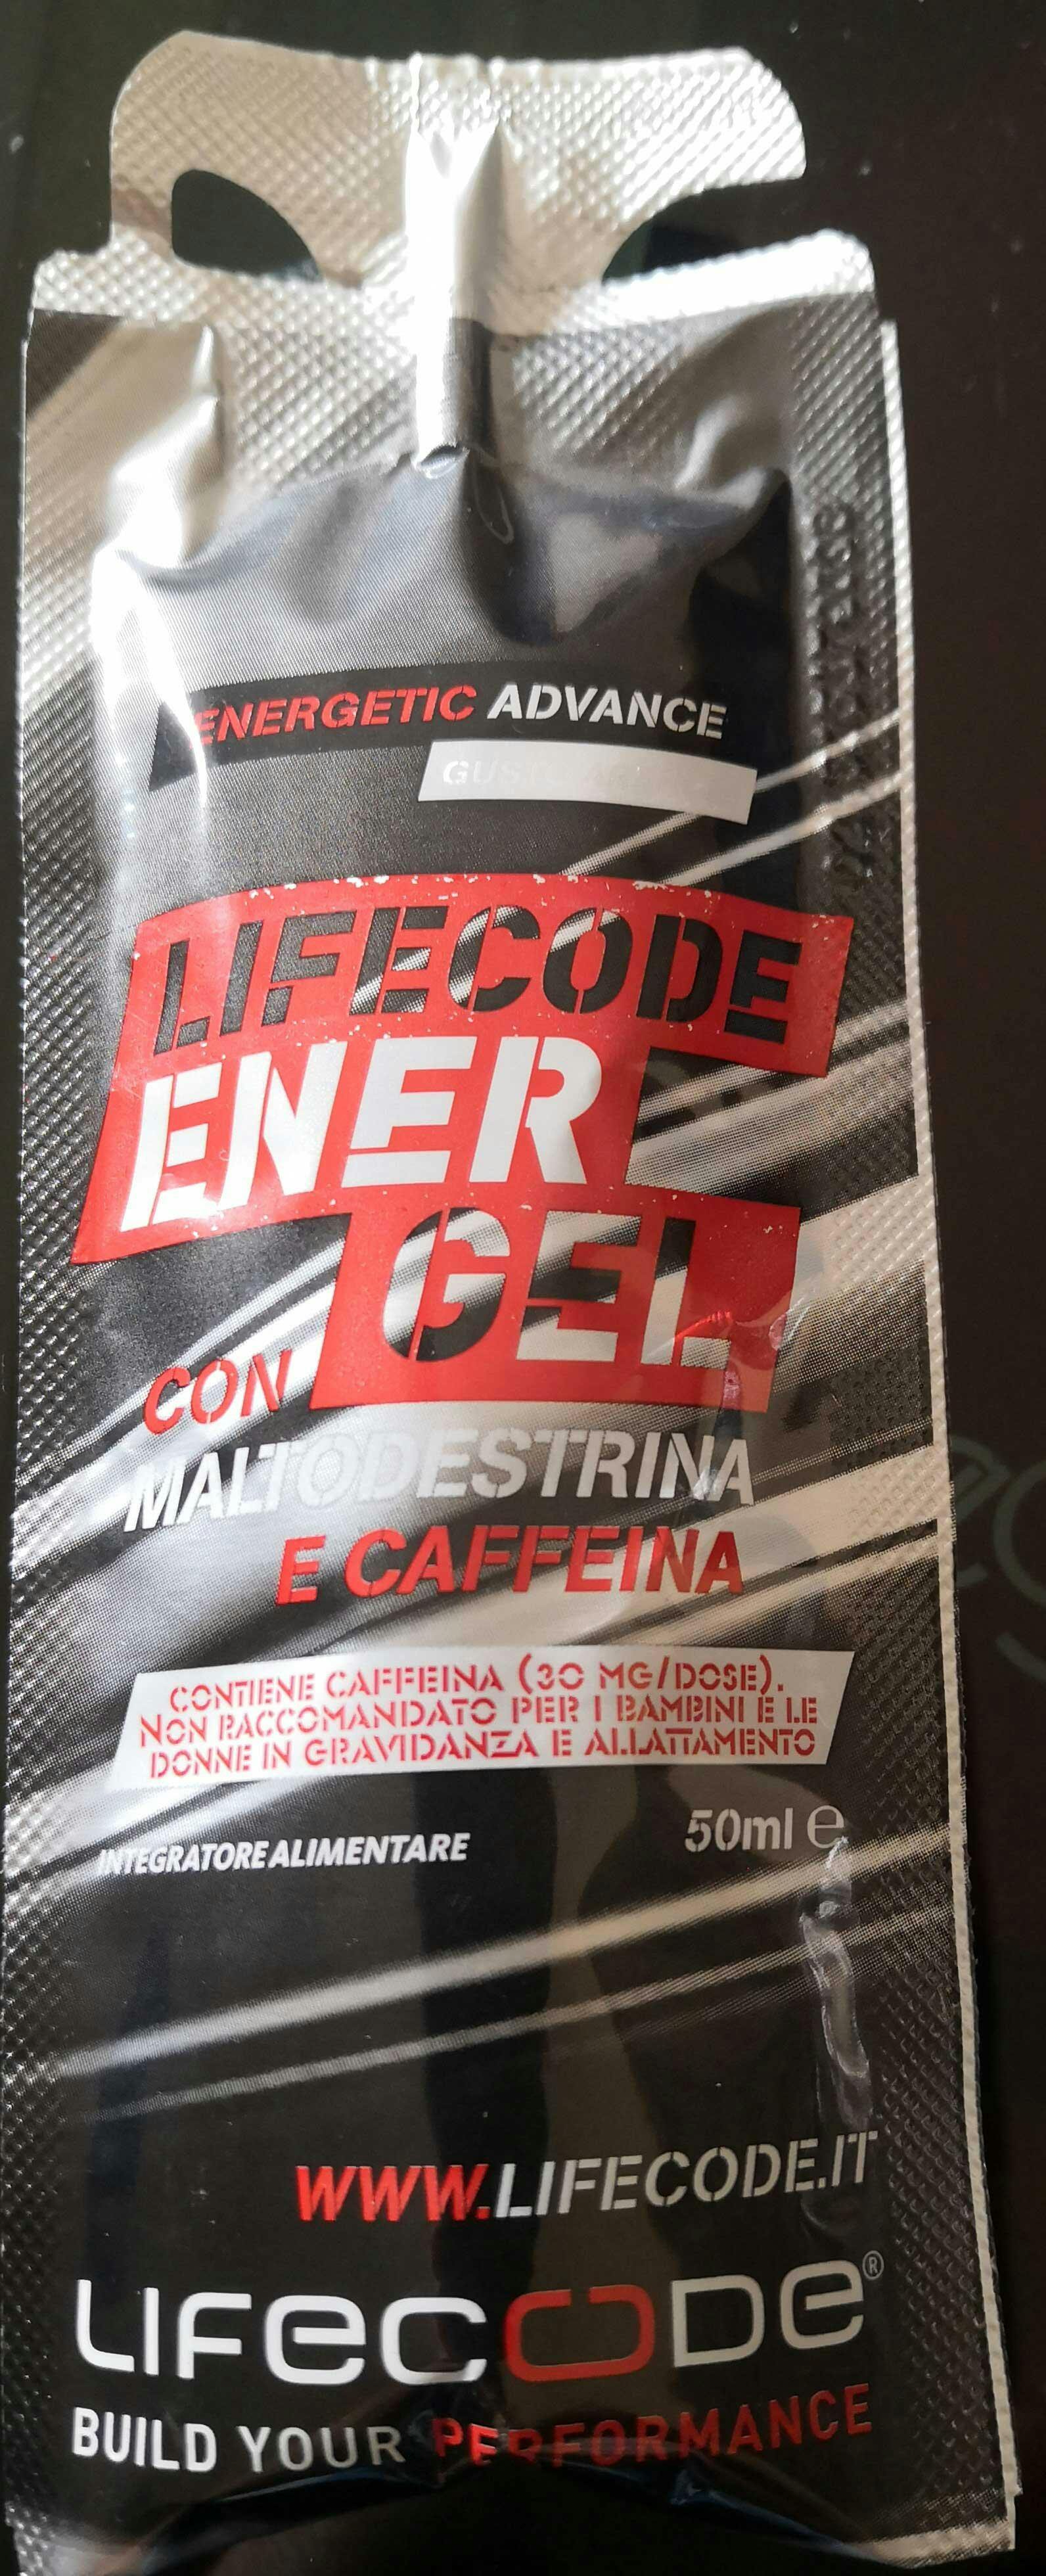 ENERGETIC ADVANCE
LIFECODE
ENER
GEL
CON
MALTODESTRINA
E CAFFEINA
CONTIENE CAFFEINA (30 MG/DOSE).
NON RACCOMANDATO PER I BAMBINI E LE
DONNE IN GRAVIDANZA E ALLATTAMENTO
INTEGRATORE ALIMENTARE
50ml e
WWW.LIFECODE.IT
LIFECODE®
BUILD YOUR PERFORMANCE